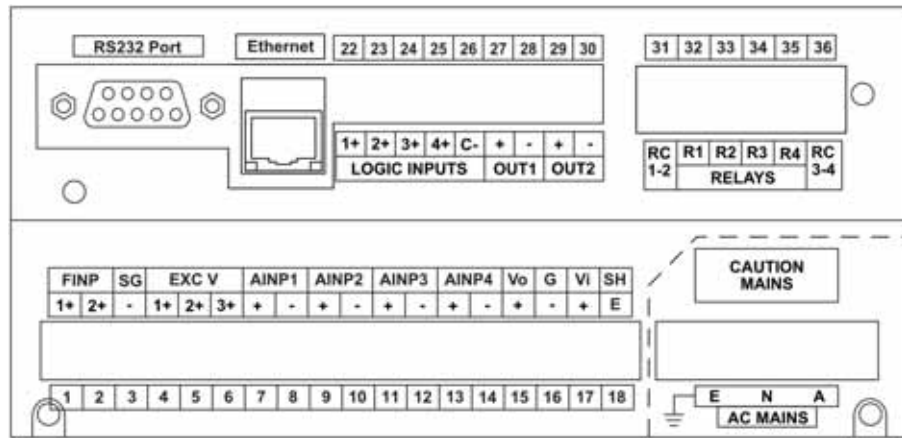 RS232 Port Ethernet 22 23 24 25 26 27 28 29 30 31 32 33 34 35 36
1+ 2+ 3+ 4+ C- + - + - RC 1-2 R1 R2 R3 R4 RC 3-4
LOGIC INPUTS OUT1 OUT2 RELAYS
CAUTION
MAINS
FINP SG EXC V AINP1 AINP2 AINP3 AINP4 Vo G Vi SH
1+ 2+ - 1+ 2+ 3+ + - + - + - + - + - + E
1 2 3 4 5 6 7 8 9 10 11 12 13 14 15 16 17 18
E N A
AC MAINS